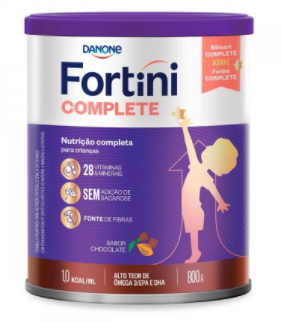 DANONE
Fortini
COMPLETE
Milnutri
COMPLETE
Fortini
COMPLETE
Nutrição completa
para crianças
28 VITAMINAS
& MINERAIS
SEM ADIÇÃO DE
SACAROSE
FONTE DE FIBRAS
SABOR
CHOCOLATE
1.0 KCAL/ML
ALTO TEOR DE
ÔMEGA 3/EPA E DHA
800g